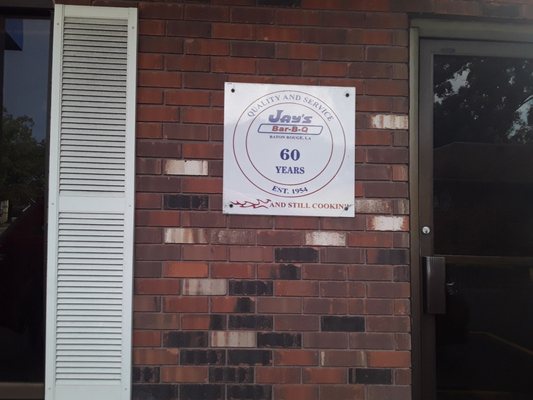 QUALITY AND SERVICE
Jay's
Bar-B-Q
BATON ROUGE, LA
60
YEARS
EST. 1954
AND STILL COOKIN'